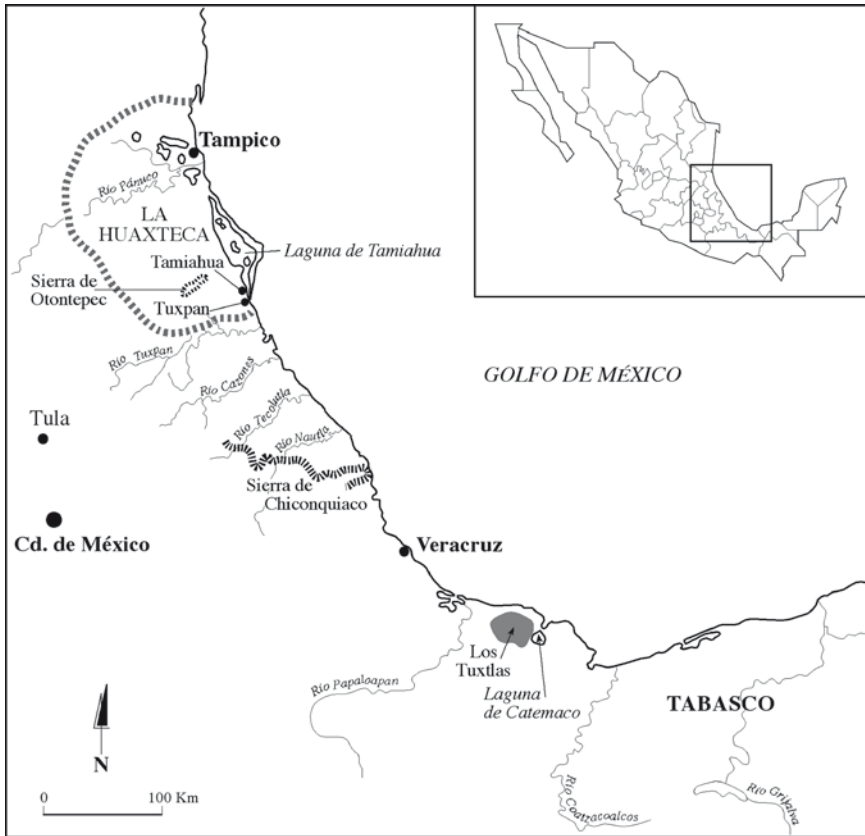 Tampico
Río Pánuco
LA
HUAXTECA
Laguna de Tamiahua
Tamiahua
Sierra de
Otontepec
Tuxpan
Río Tuxpan
GOLFO DE MÉXICO
Río Cazones
Tula
Río Tecolutla
Río Nautla
Sierra de
Chiconquiaco
Cd. de México
Veracruz
Los
Tuxtlas
Río Papaloapan
Laguna
de Catemaco
TABASCO
N
Río Coatzacoalcos
Río Grijalva
0 100 Km